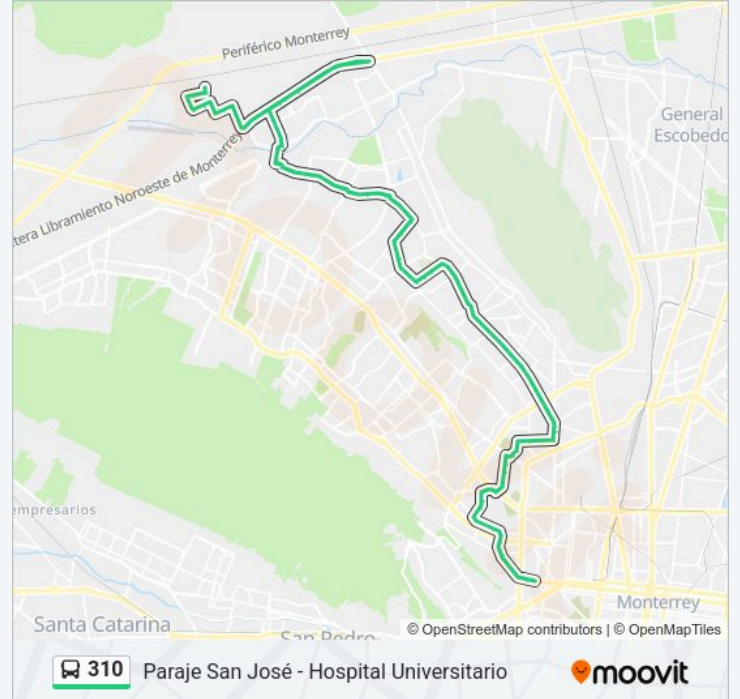 Periférico Monterrey
General
Escobedo
tera Libramiento Noroeste de Monterrey
empresarios
Santa Catarina
San Pedro
Monterrey
© OpenStreetMap contributors | © OpenMapTiles
310 Paraje San José - Hospital Universitario
moovit